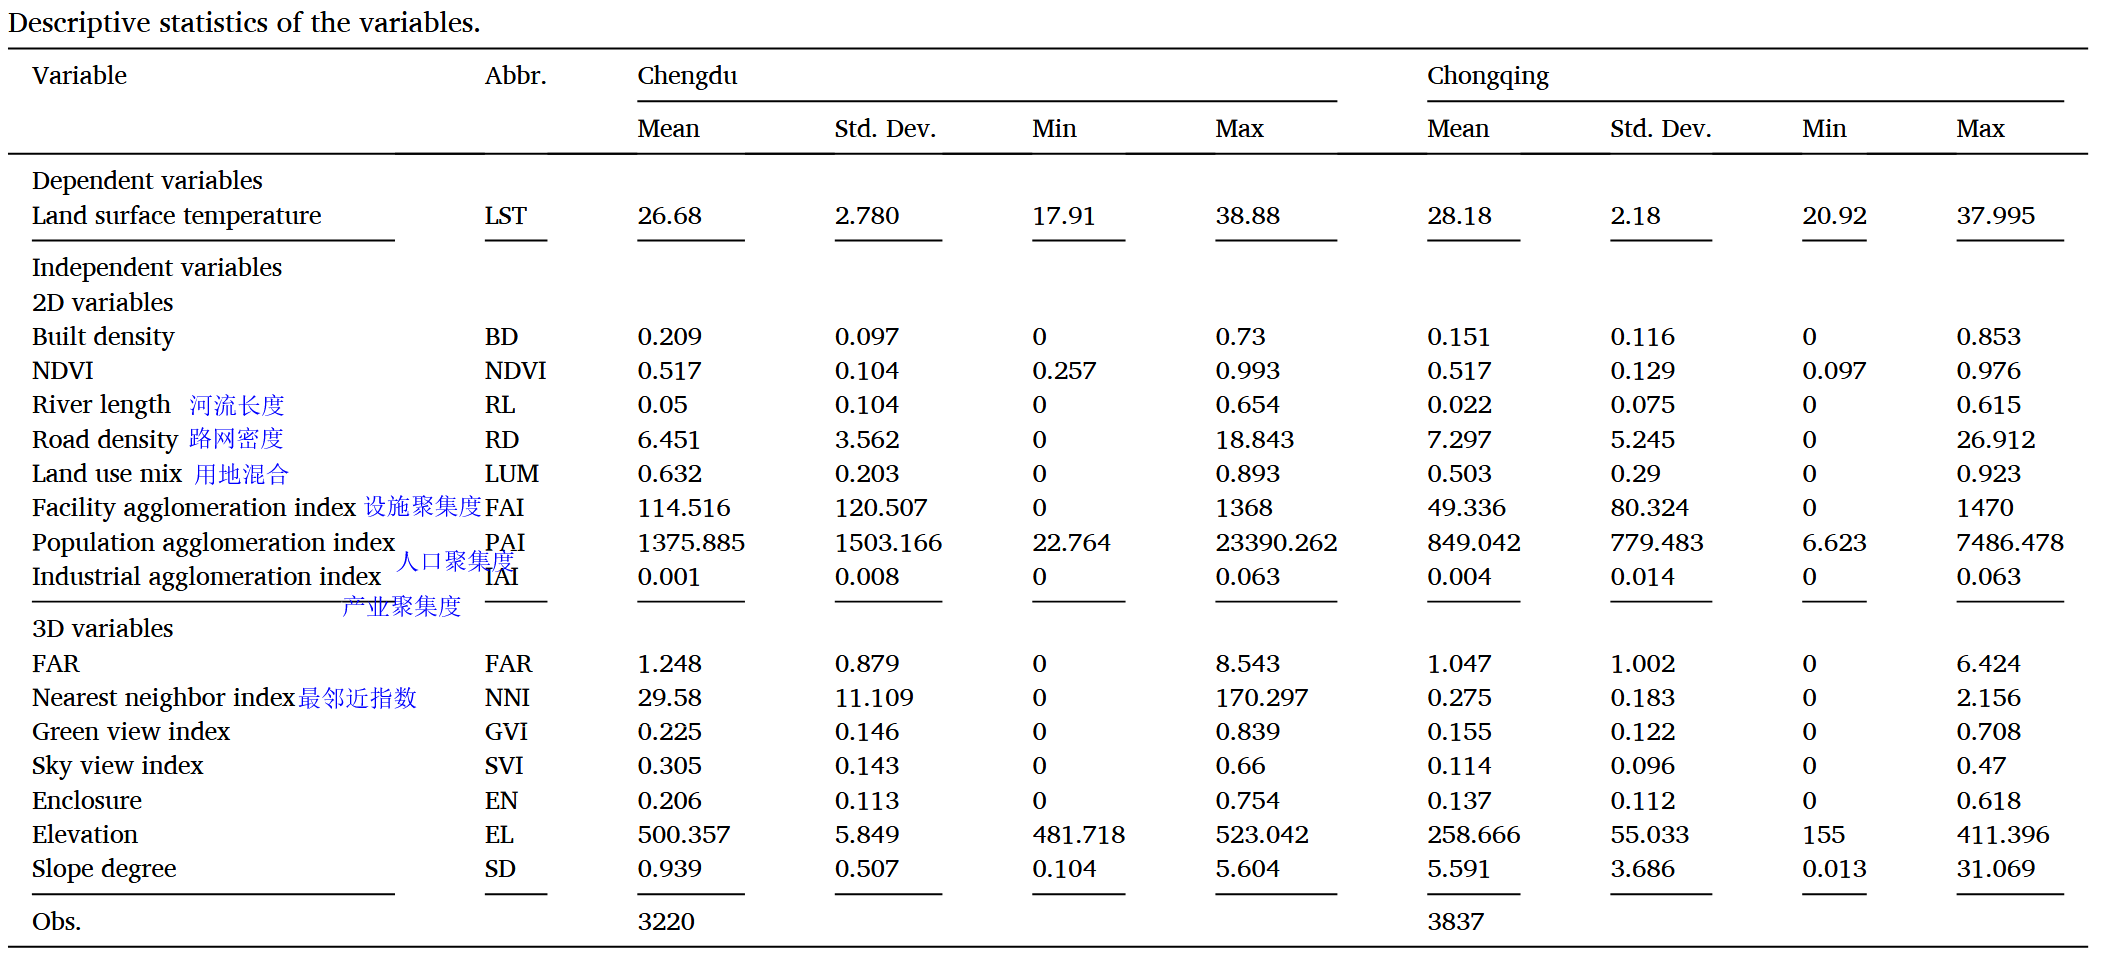 Descriptive statistics of the variables.
Variable Abbr. Chengdu Chongqing
Mean Std. Dev. Min Max Mean Std. Dev. Min Max
Dependent variables
Land surface temperature LST 26.68 2.780 17.91 38.88 28.18 2.18 20.92 37.995
Independent variables
2D variables
Built density BD 0.209 0.097 0 0.73 0.151 0.116 0 0.853
NDVI NDVI 0.517 0.104 0.257 0.993 0.517 0.129 0.097 0.976
River length 河流长度 RL 0.05 0.104 0 0.654 0.022 0.075 0 0.615
Road density 路网密度 RD 6.451 3.562 0 18.843 7.297 5.245 0 26.912
Land use mix 用地混合 LUM 0.632 0.203 0 0.893 0.503 0.29 0 0.923
Facility agglomeration index 设施聚集度 FAI 114.516 120.507 0 1368 49.336 80.324 0 1470
Population agglomeration index PAI 1375.885 1503.166 22.764 23390.262 849.042 779.483 6.623 7486.478
人口聚集度
Industrial agglomeration index IAI 0.001 0.008 0 0.063 0.004 0.014 0 0.063
产业聚集度
3D variables
FAR FAR 1.248 0.879 0 8.543 1.047 1.002 0 6.424
Nearest neighbor index 最邻近指数 NNI 29.58 11.109 0 170.297 0.275 0.183 0 2.156
Green view index GVI 0.225 0.146 0 0.839 0.155 0.122 0 0.708
Sky view index SVI 0.305 0.143 0 0.66 0.114 0.096 0 0.47
Enclosure EN 0.206 0.113 0 0.754 0.137 0.112 0 0.618
Elevation EL 500.357 5.849 481.718 523.042 258.666 55.033 155 411.396
Slope degree SD 0.939 0.507 0.104 5.604 5.591 3.686 0.013 31.069
Obs. 3220 3837